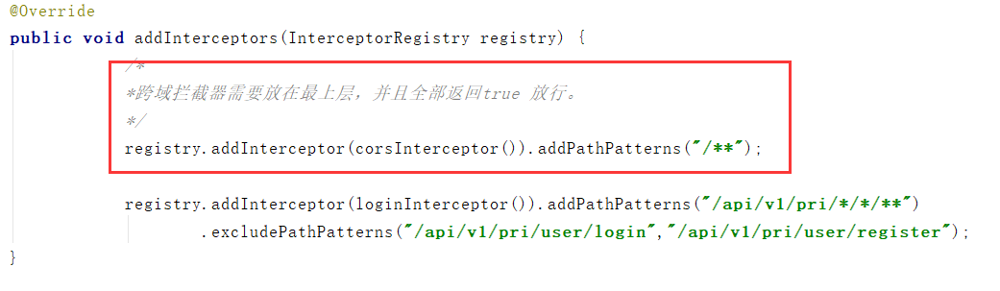 @Override
public void addInterceptors(InterceptorRegistry registry) {
/*
*跨域拦截器需要放在最上层，并且全部返回true 放行。
*/
registry.addInterceptor(corsInterceptor()).addPathPatterns("/**");
registry.addInterceptor(loginInterceptor()).addPathPatterns("/api/v1/pri/*/*/**")
.excludePathPatterns("/api/v1/pri/user/login","/api/v1/pri/user/register");
}